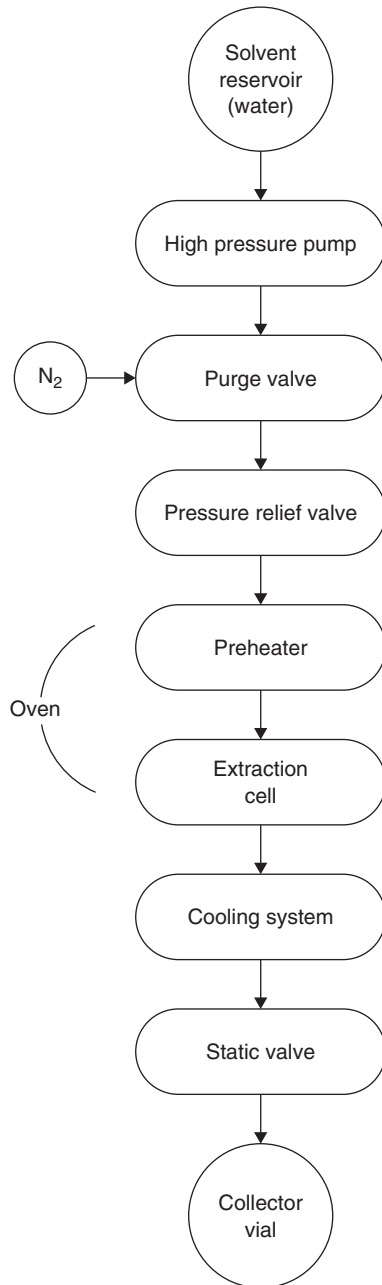 Solvent
reservoir
(water)
High pressure pump
N₂
Purge valve
Pressure relief valve
Preheater
Oven
Extraction
cell
Cooling system
Static valve
Collector
vial